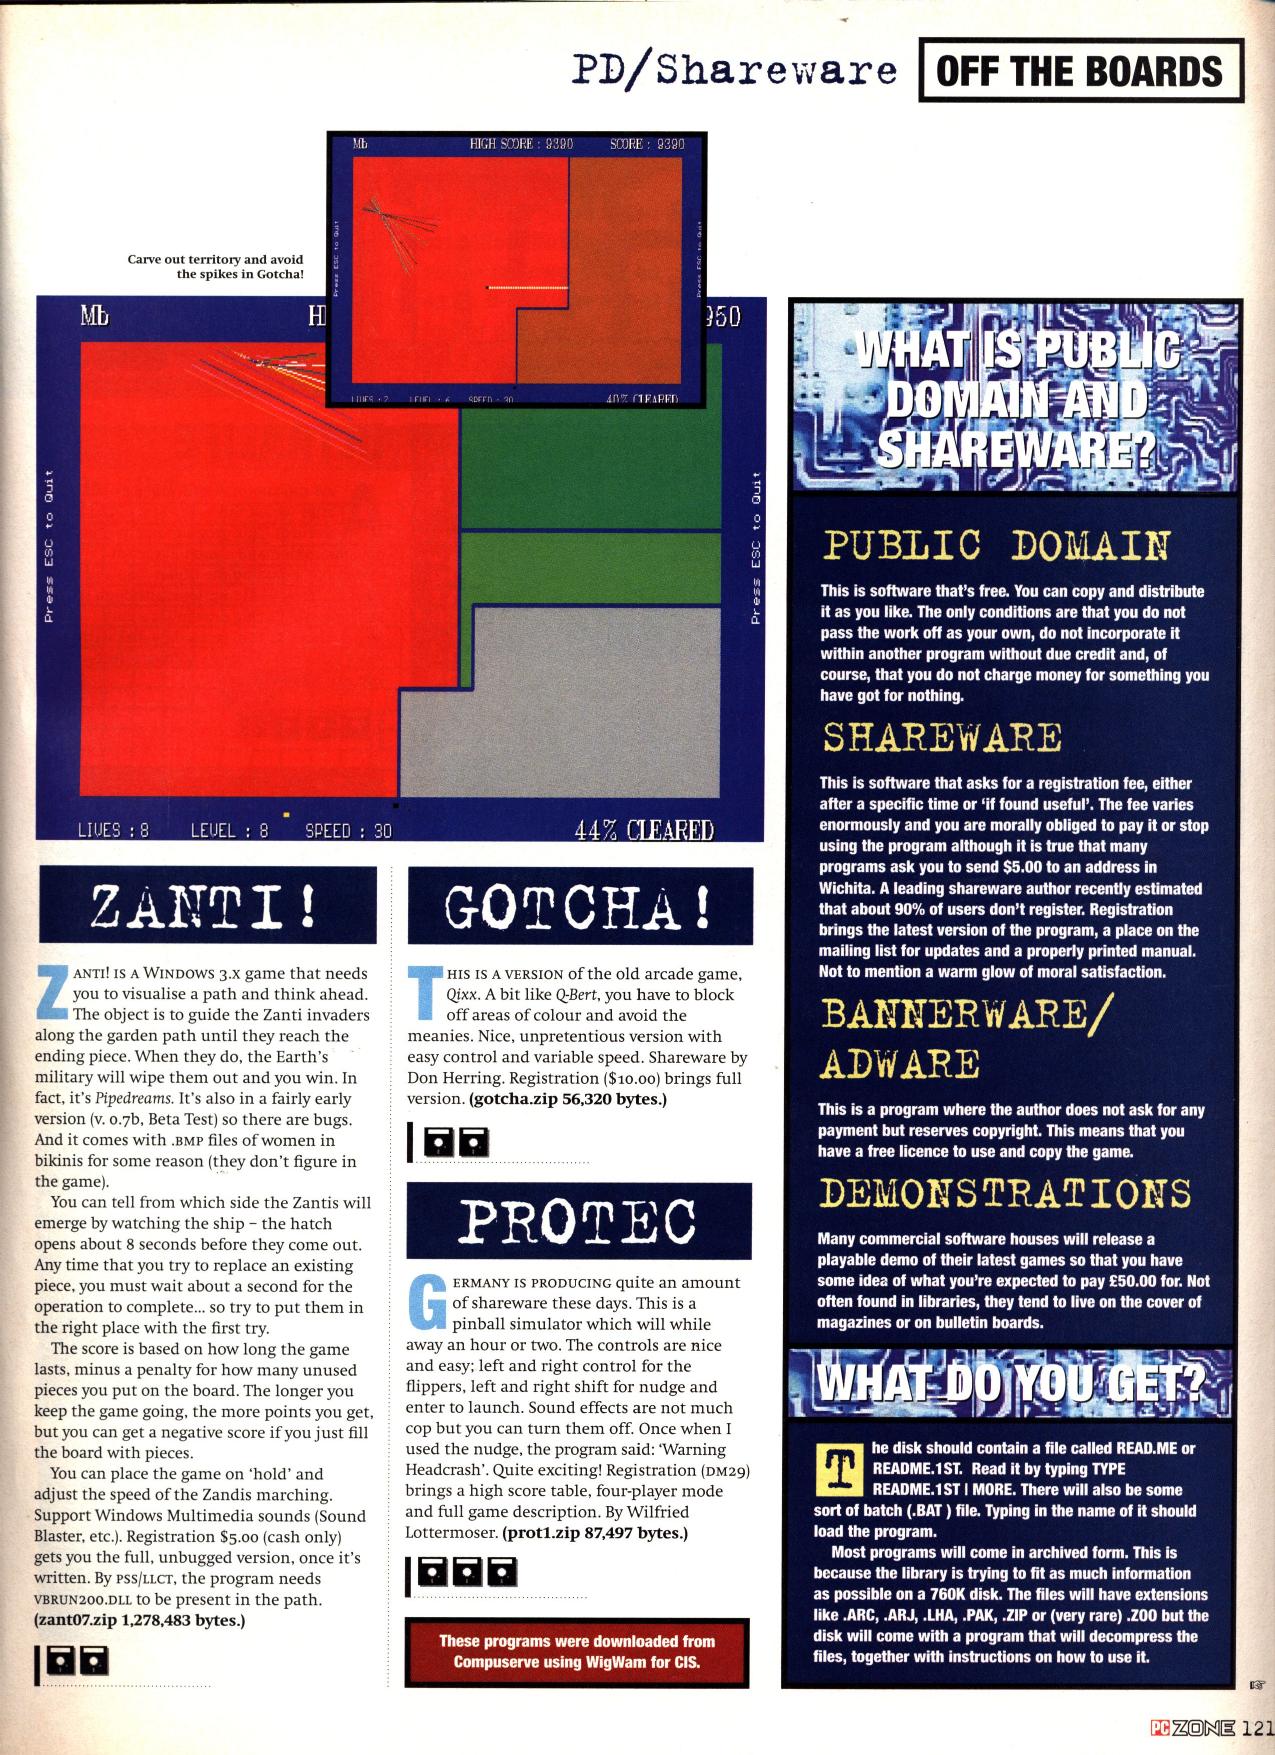 PD/Shareware OFF THE BOARDS
Mb HIGH SCORE : 9390 SCORE : 9390
Press ESC to Quit
Press ESC to Quit
LIVES : 7 LEVEL : 6 SPEED : 30 40% CLEARED
Carve out territory and avoid
the spikes in Gotcha!
Mb HI 950
Press ESC to Quit
Press ESC to Quit
LIVES : 8 LEVEL : 8 SPEED : 30 44% CLEARED
ZANTI!
ZANTI! IS A WINDOWS 3.X game that needs
you to visualise a path and think ahead.
The object is to guide the Zanti invaders
along the garden path until they reach the
ending piece. When they do, the Earth's
military will wipe them out and you win. In
fact, it's Pipedreams. It's also in a fairly early
version (v. 0.7b, Beta Test) so there are bugs.
And it comes with .BMP files of women in
bikinis for some reason (they don't figure in
the game).
You can tell from which side the Zantis will
emerge by watching the ship – the hatch
opens about 8 seconds before they come out.
Any time that you try to replace an existing
piece, you must wait about a second for the
operation to complete... so try to put them in
the right place with the first try.
The score is based on how long the game
lasts, minus a penalty for how many unused
pieces you put on the board. The longer you
keep the game going, the more points you get,
but you can get a negative score if you just fill
the board with pieces.
You can place the game on 'hold' and
adjust the speed of the Zandis marching.
Support Windows Multimedia sounds (Sound
Blaster, etc.). Registration $5.00 (cash only)
gets you the full, unbugged version, once it's
written. By PSS/LLCT, the program needs
VBRUN200.DLL to be present in the path.
(zant07.zip 1,278,483 bytes.)
GOTCHA!
THIS IS A VERSION of the old arcade game,
Qixx. A bit like Q-Bert, you have to block
off areas of colour and avoid the
meanies. Nice, unpretentious version with
easy control and variable speed. Shareware by
Don Herring. Registration ($10.00) brings full
version. (gotcha.zip 56,320 bytes.)
PROTEC
GERMANY IS PRODUCING quite an amount
of shareware these days. This is a
pinball simulator which will while
away an hour or two. The controls are nice
and easy; left and right control for the
flippers, left and right shift for nudge and
enter to launch. Sound effects are not much
cop but you can turn them off. Once when I
used the nudge, the program said: 'Warning
Headcrash'. Quite exciting! Registration (DM29)
brings a high score table, four-player mode
and full game description. By Wilfried
Lottermoser. (prot1.zip 87,497 bytes.)
These programs were downloaded from
Compuserve using WigWam for CIS.
WHAT IS PUBLIC
DOMAIN AND
SHAREWARE?
PUBLIC DOMAIN
This is software that's free. You can copy and distribute
it as you like. The only conditions are that you do not
pass the work off as your own, do not incorporate it
within another program without due credit and, of
course, that you do not charge money for something you
have got for nothing.
SHAREWARE
This is software that asks for a registration fee, either
after a specific time or 'if found useful'. The fee varies
enormously and you are morally obliged to pay it or stop
using the program although it is true that many
programs ask you to send $5.00 to an address in
Wichita. A leading shareware author recently estimated
that about 90% of users don't register. Registration
brings the latest version of the program, a place on the
mailing list for updates and a properly printed manual.
Not to mention a warm glow of moral satisfaction.
BANNERWARE/
ADWARE
This is a program where the author does not ask for any
payment but reserves copyright. This means that you
have a free licence to use and copy the game.
DEMONSTRATIONS
Many commercial software houses will release a
playable demo of their latest games so that you have
some idea of what you're expected to pay £50.00 for. Not
often found in libraries, they tend to live on the cover of
magazines or on bulletin boards.
WHAT DO YOU GET?
The disk should contain a file called READ.ME or
README.1ST. Read it by typing TYPE
README.1ST | MORE. There will also be some
sort of batch (.BAT ) file. Typing in the name of it should
load the program.
Most programs will come in archived form. This is
because the library is trying to fit as much information
as possible on a 760K disk. The files will have extensions
like .ARC, .ARJ, .LHA, .PAK, .ZIP or (very rare) .ZOO but the
disk will come with a program that will decompress the
files, together with instructions on how to use it.
PC ZONE 121